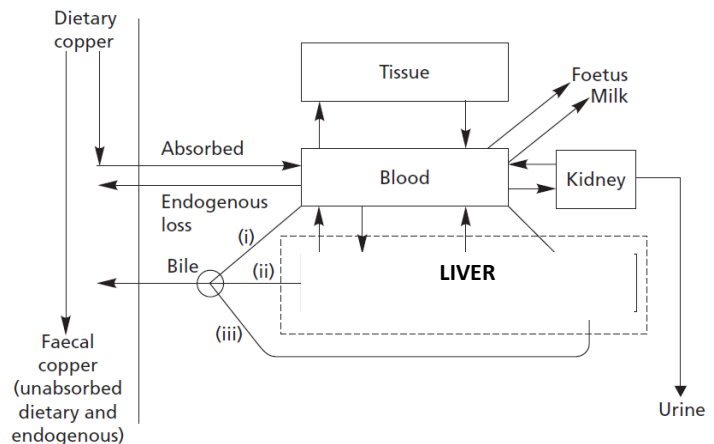 Dietary
copper
Tissue
Foetus
Milk
Absorbed
Blood
Kidney
Endogenous
loss
(i)
Bile
(ii)
LIVER
(iii)
Faecal
copper
(unabsorbed
dietary and
endogenous)
Urine